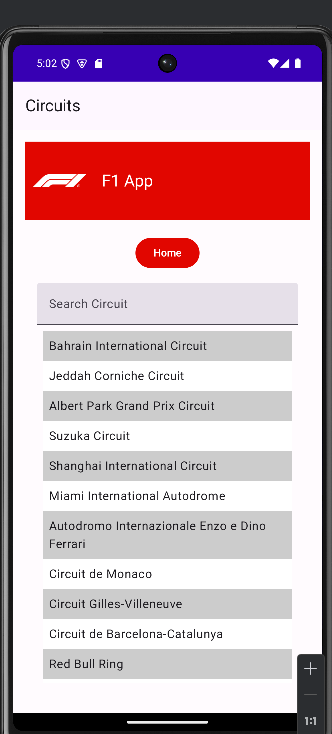 5:02
Circuits
F1 App
Home
Search Circuit
Bahrain International Circuit
Jeddah Corniche Circuit
Albert Park Grand Prix Circuit
Suzuka Circuit
Shanghai International Circuit
Miami International Autodrome
Autodromo Internazionale Enzo e Dino
Ferrari
Circuit de Monaco
Circuit Gilles-Villeneuve
Circuit de Barcelona-Catalunya
Red Bull Ring
1:1